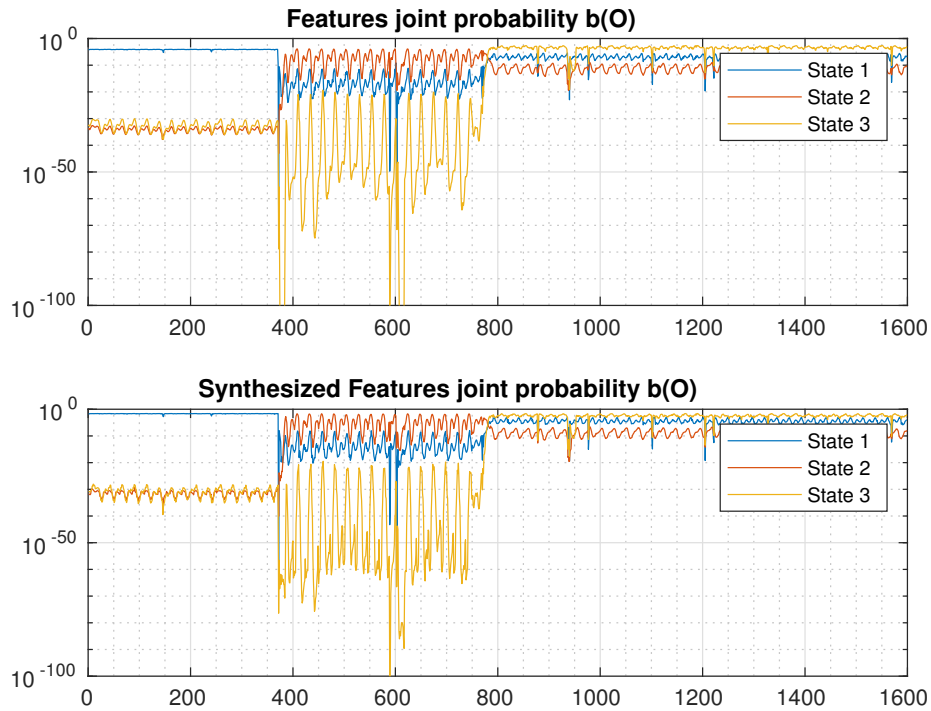 Features joint probability b(O)
10^0
10^-50
10^-100
State 1
State 2
State 3
0 200 400 600 800 1000 1200 1400 1600
Synthesized Features joint probability b(O)
10^0
10^-50
10^-100
State 1
State 2
State 3
0 200 400 600 800 1000 1200 1400 1600